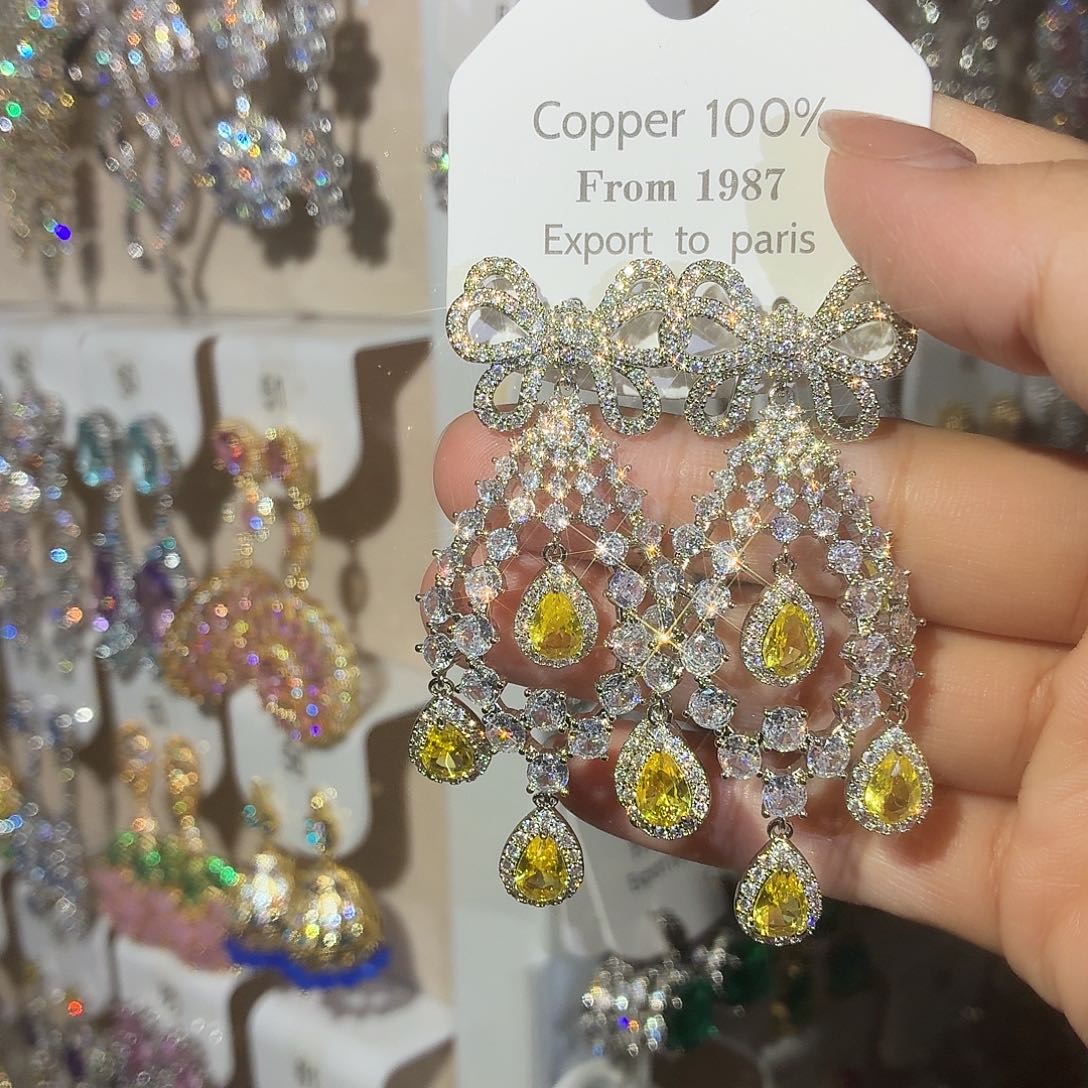 Copper 100%
From 1987
Export to paris